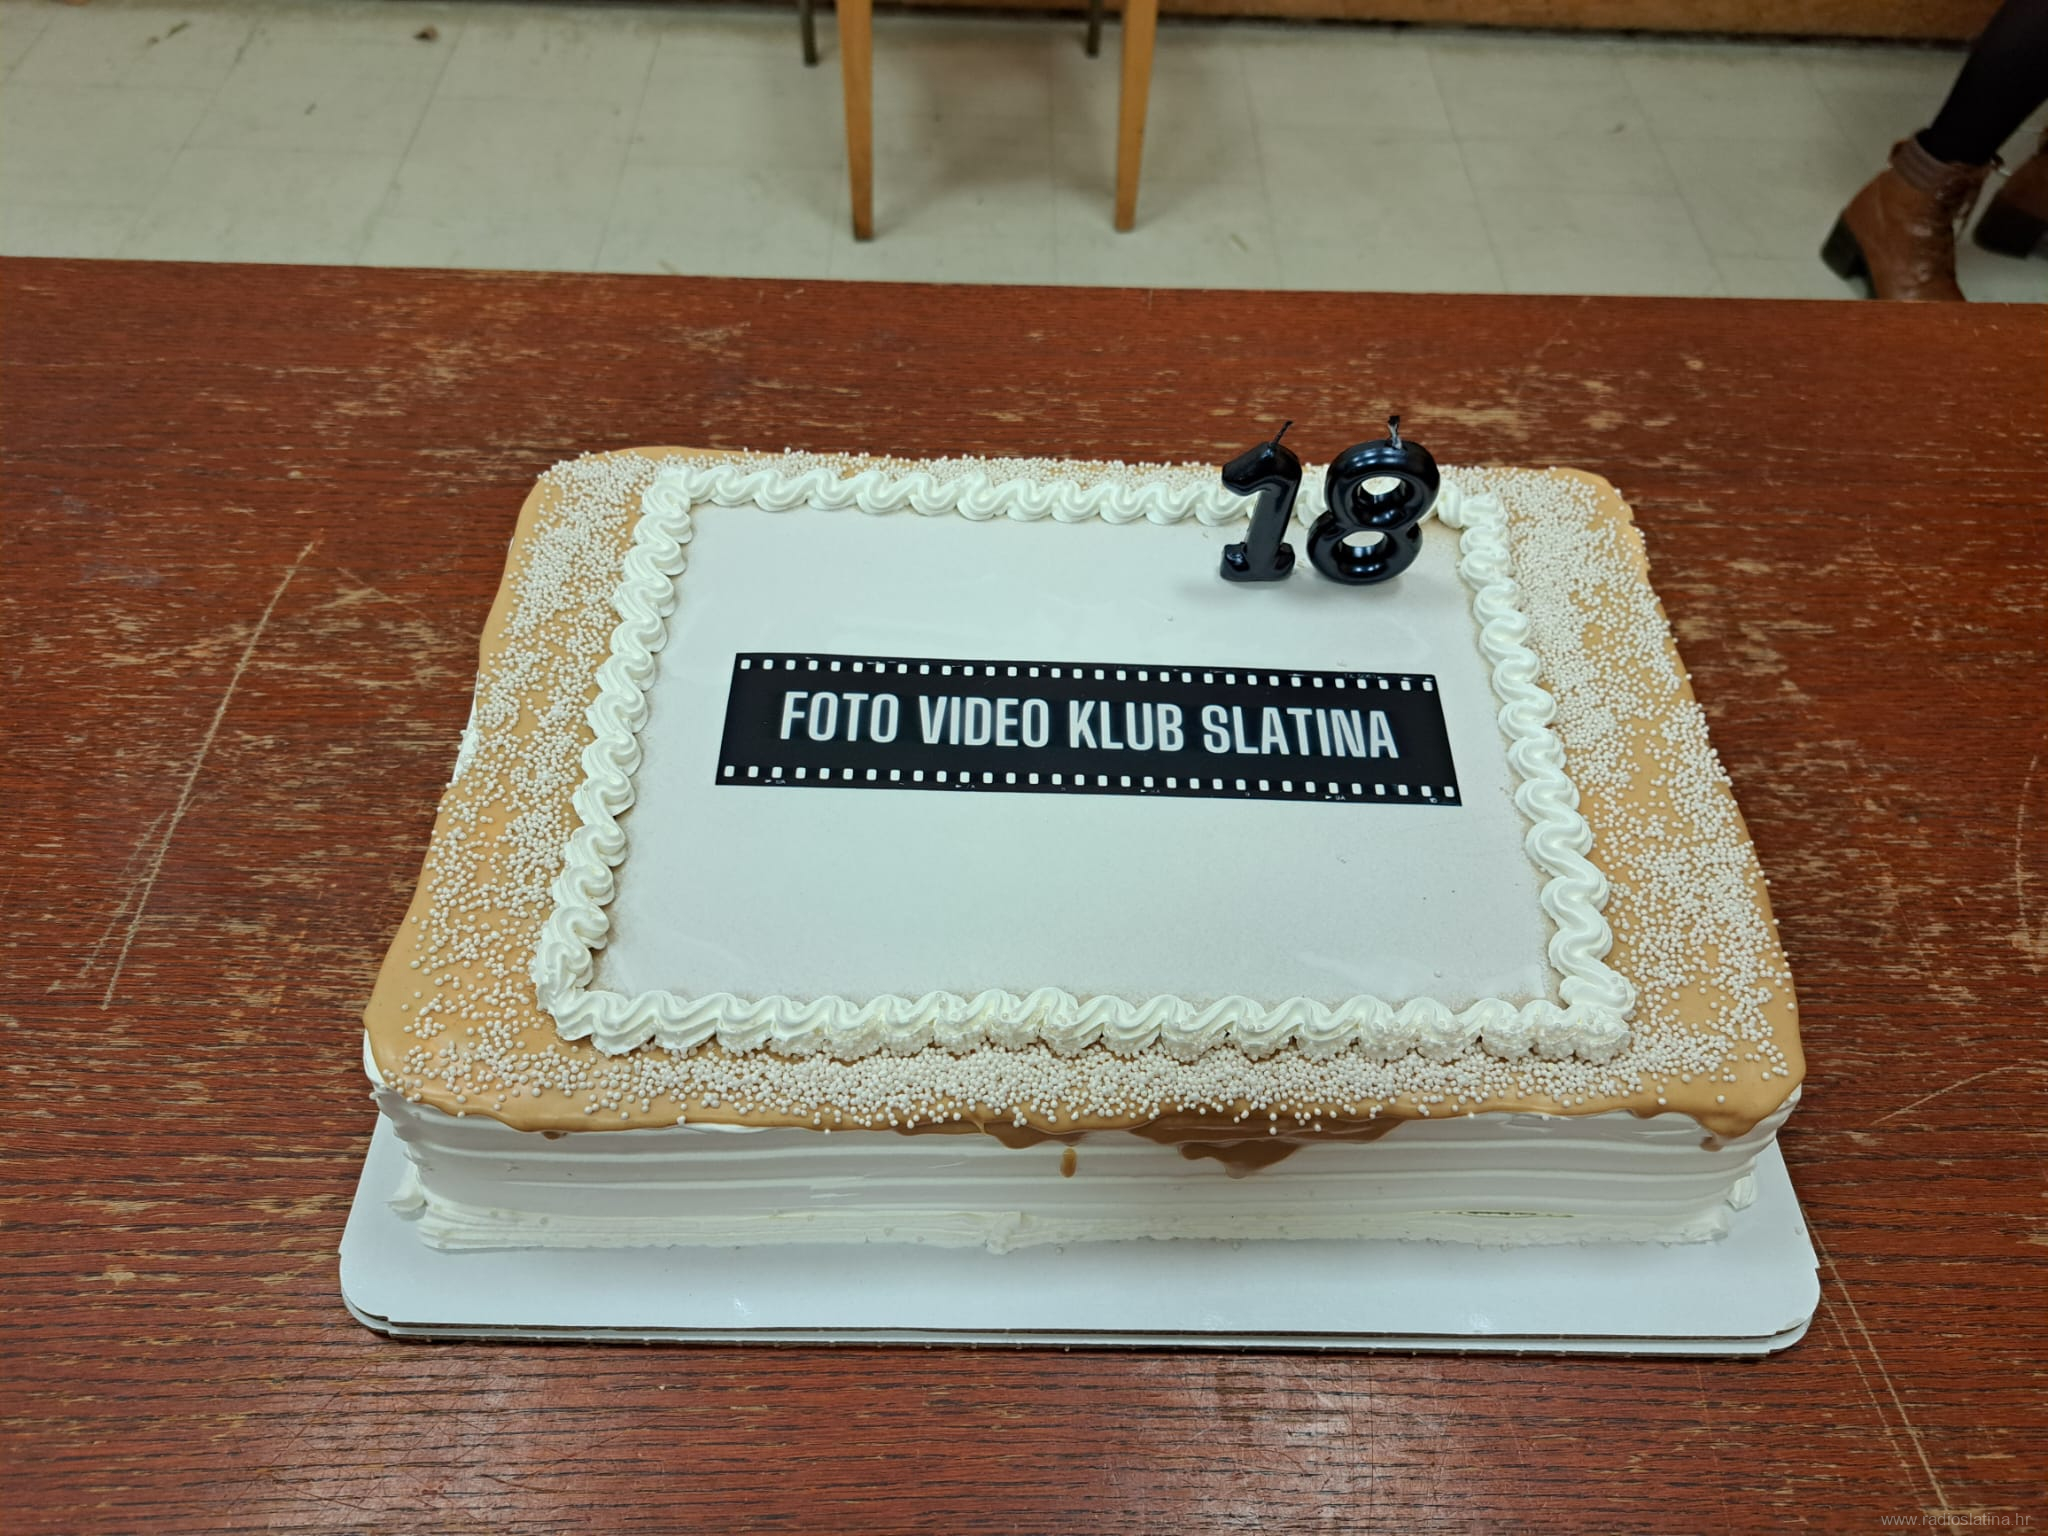 18
FOTO VIDEO KLUB SLATINA
www.radioslatina.hr